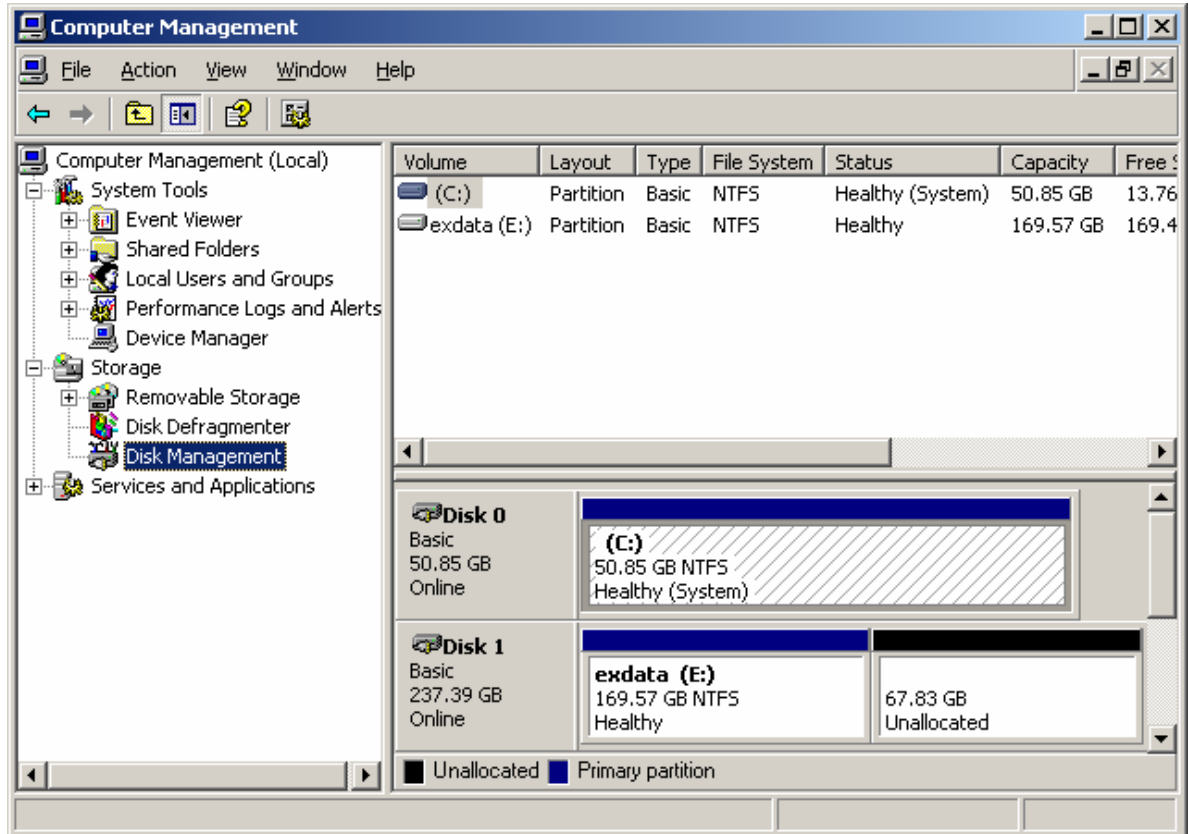 Computer Management
File Action View Window Help
Computer Management (Local)
System Tools
Event Viewer
Shared Folders
Local Users and Groups
Performance Logs and Alerts
Device Manager
Storage
Removable Storage
Disk Defragmenter
Disk Management
Services and Applications
Volume Layout Type File System Status Capacity Free S
(C:) Partition Basic NTFS Healthy (System) 50.85 GB 13.76
exdata (E:) Partition Basic NTFS Healthy 169.57 GB 169.4
Disk 0
Basic
50.85 GB
Online
(C:)
50.85 GB NTFS
Healthy (System)
Disk 1
Basic
237.39 GB
Online
exdata (E:)
169.57 GB NTFS
Healthy
67.83 GB
Unallocated
Unallocated Primary partition